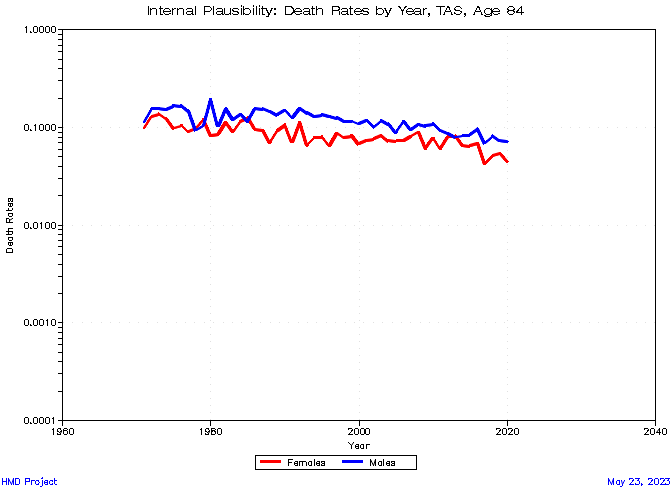 Internal Plausibility: Death Rates by Year, TAS, Age 84
1.0000
0.1000
0.0100
0.0010
0.0001
Death Rates
1960
1980
2000
2020
2040
Year
Females
Males
HMD Project
May 23, 2023